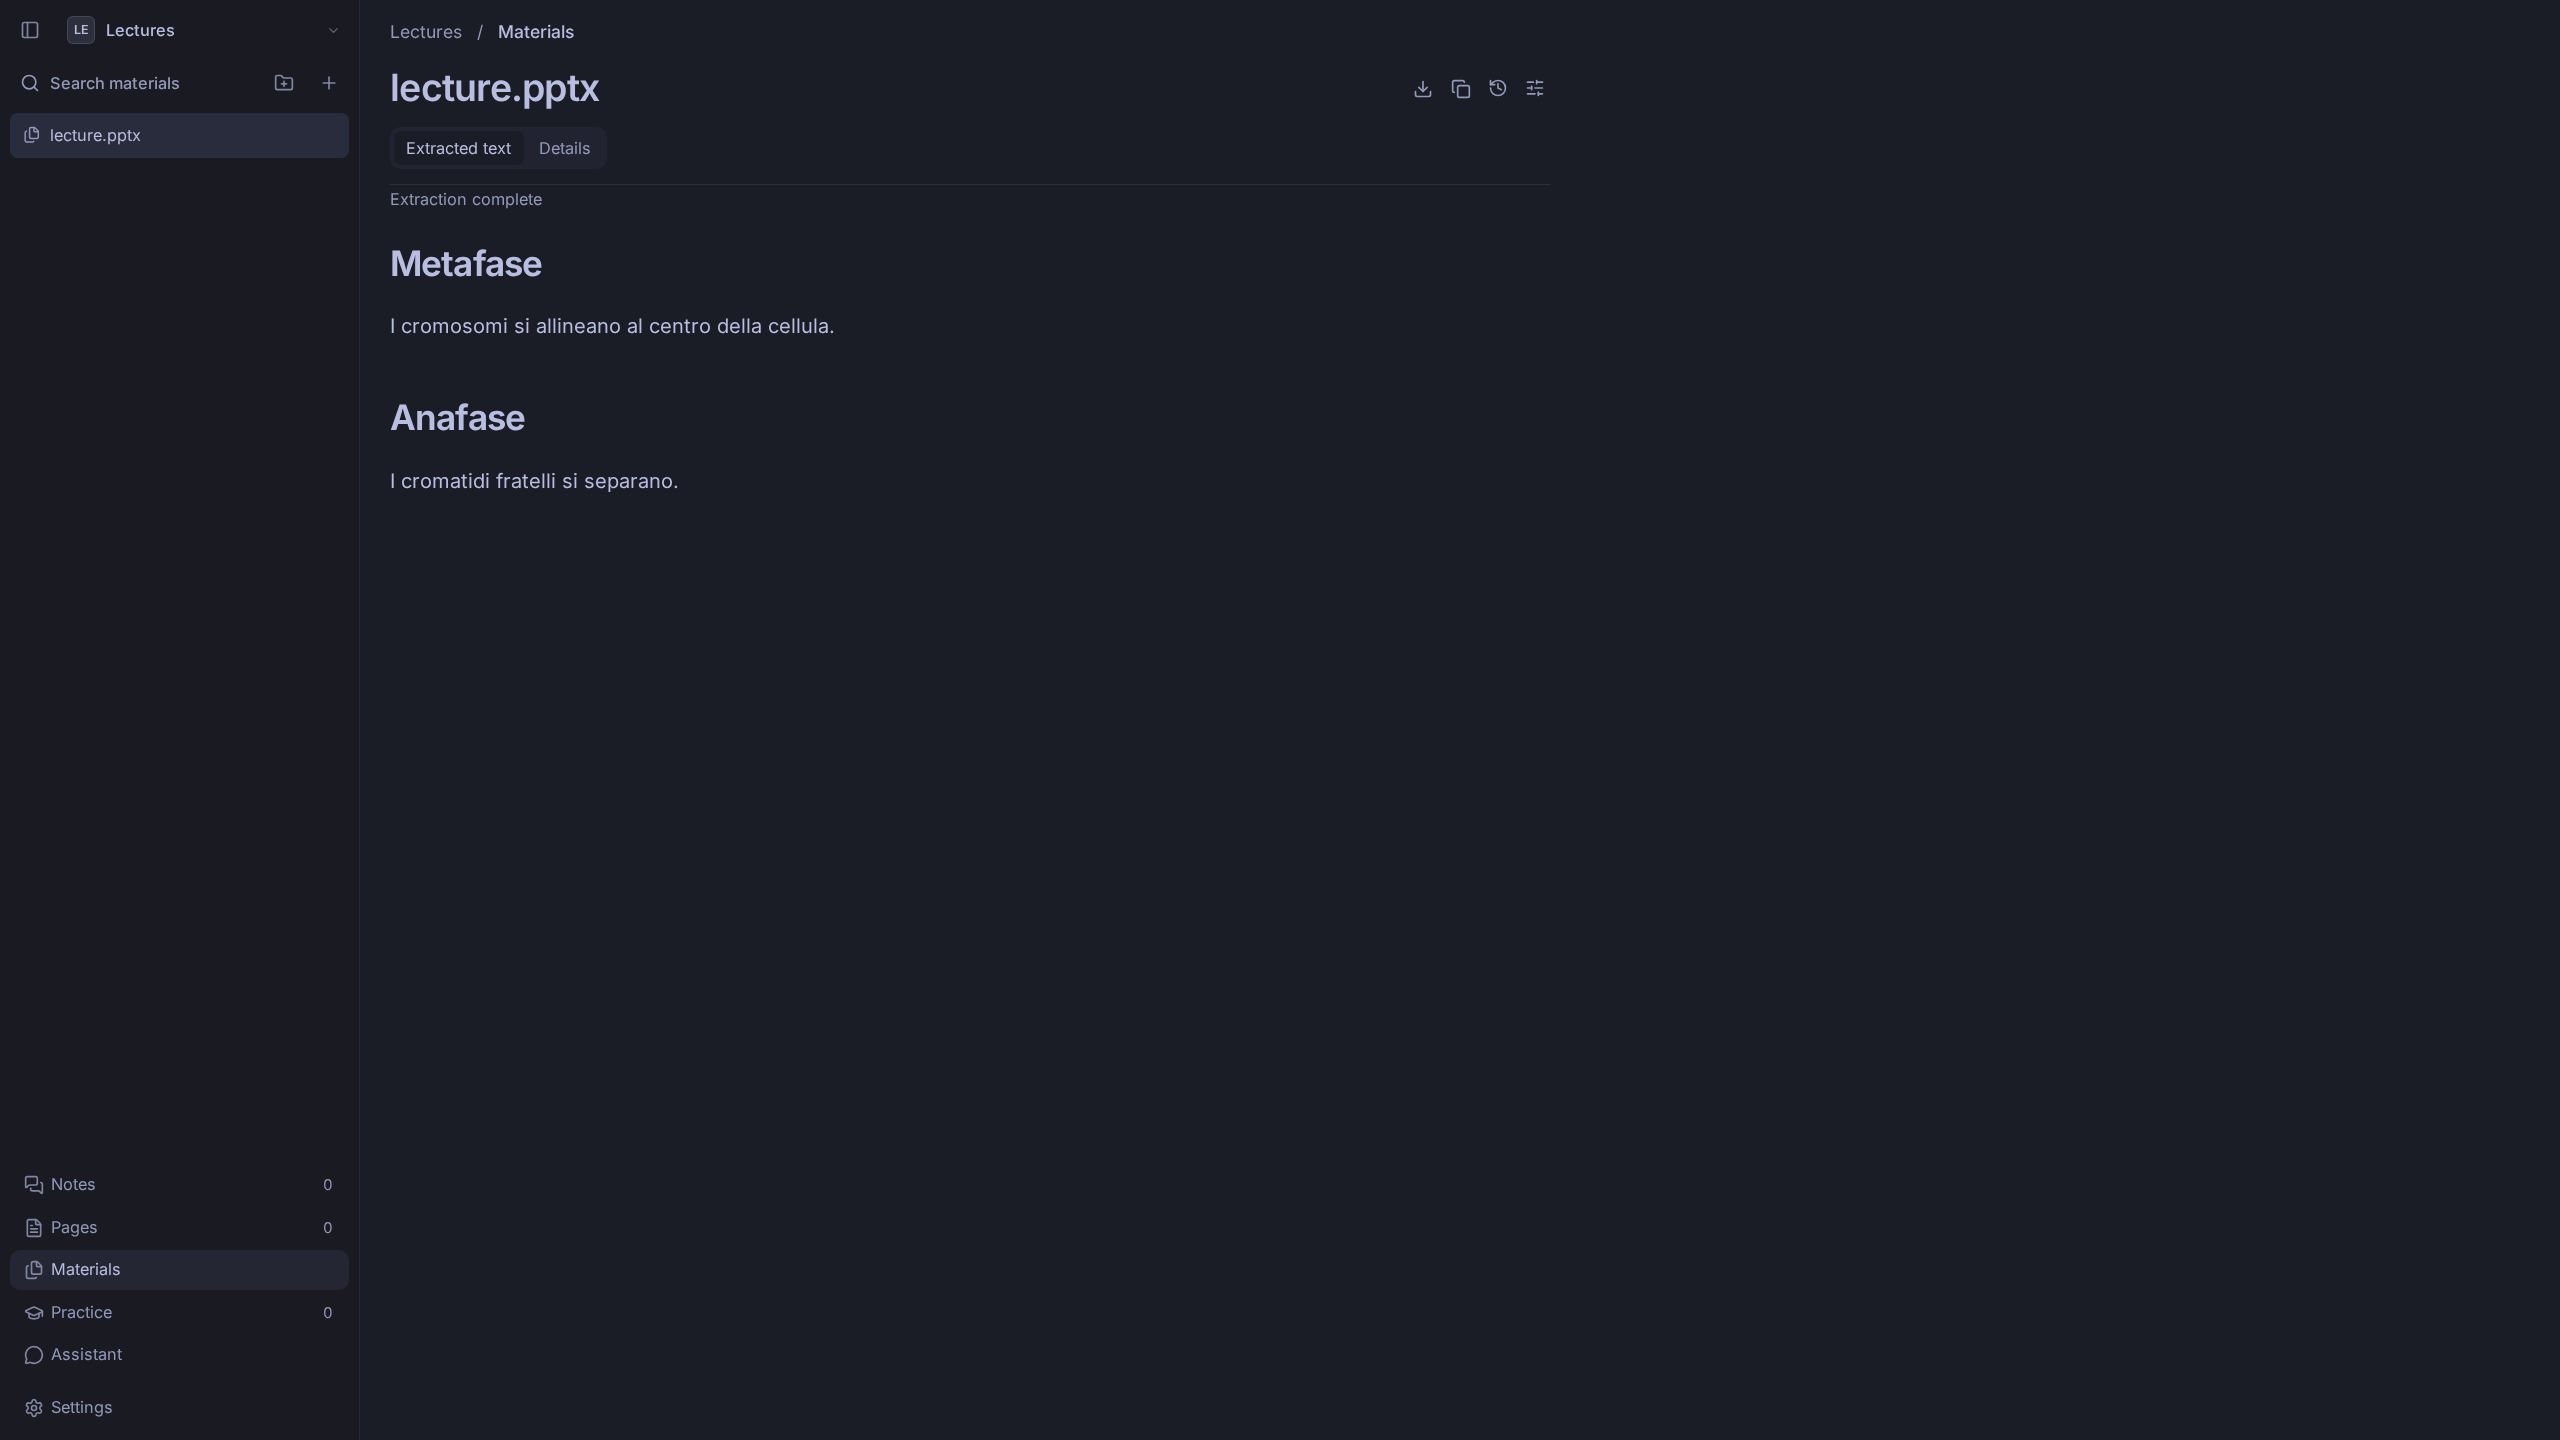 LE Lectures
Search materials
lecture.pptx
Notes 0
Pages 0
Materials
Practice 0
Assistant
Settings
Lectures / Materials
lecture.pptx
Extracted text Details
Extraction complete
Metafase
I cromosomi si allineano al centro della cellula.
Anafase
I cromatidi fratelli si separano.